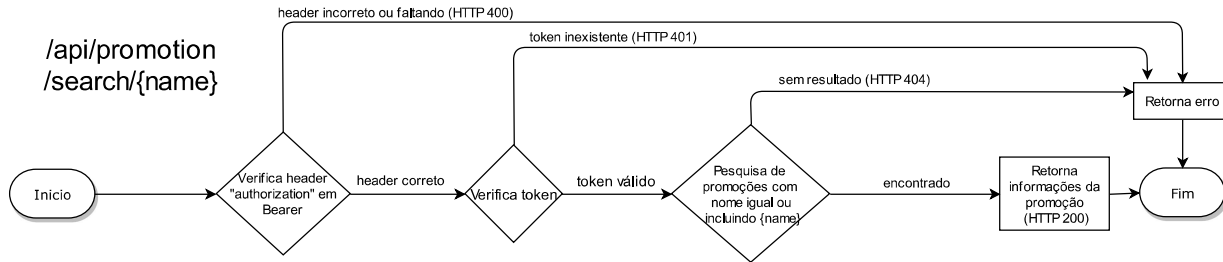 header incorreto ou faltando (HTTP 400)
/api/promotion
/search/{name}
token inexistente (HTTP 401)
sem resultado (HTTP 404)
Retorna erro
Inicio
Verifica header
"authorization" em
Bearer
header correto
Verifica token
token válido
Pesquisa de
promoções com
nome igual ou
incluindo {name}
encontrado
Retorna
informações da
promoção
(HTTP 200)
Fim